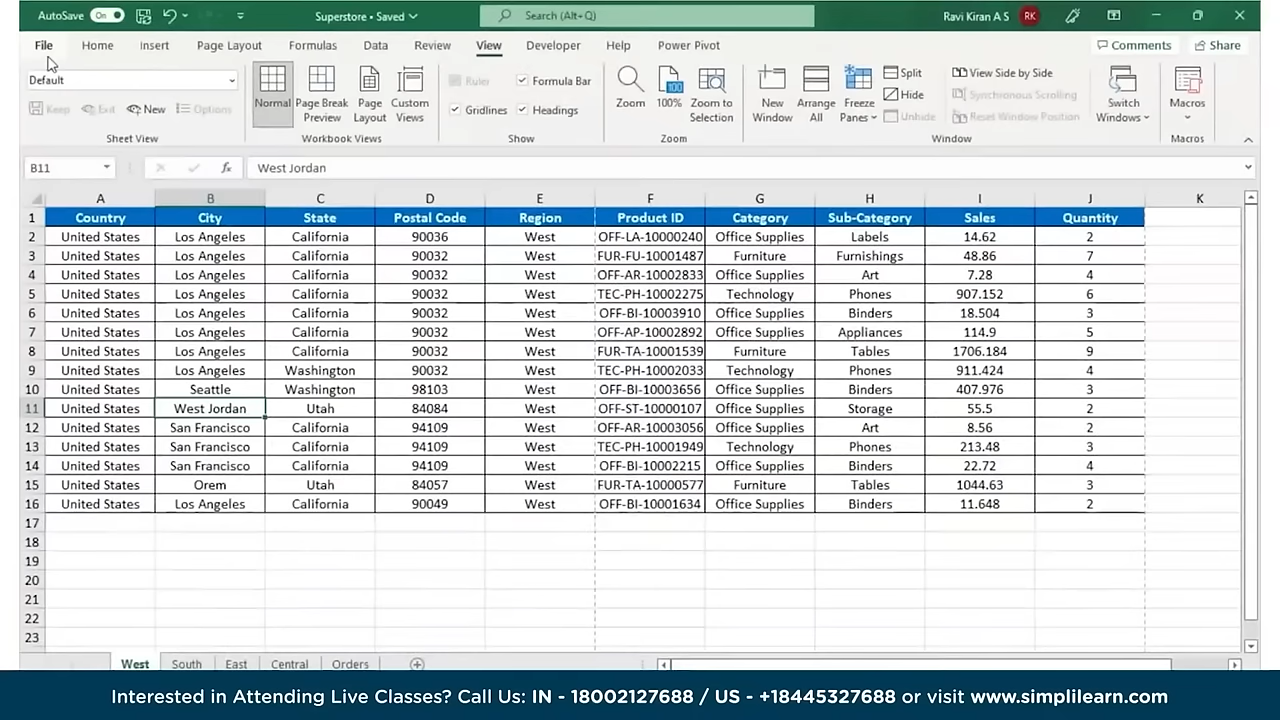 AutoSave On Superstore • Saved Search (Alt+Q) Ravi Kiran A S RK
File Home Insert Page Layout Formulas Data Review View Developer Help Power Pivot Comments Share
Default
Keep Exit New Options
Sheet View
Normal
Page Break Preview
Page Layout
Custom Views
Workbook Views
Ruler Formula Bar
Gridlines Headings
Show
Zoom
100
100%
Zoom to Selection
Zoom
New Window
Arrange All
Freeze Panes
Split
Hide
Unhide
View Side by Side
Synchronous Scrolling
Reset Window Position
Switch Windows
Window
Macros
Macros
B11 fx West Jordan
A B C D E F G H I J K
1 Country City State Postal Code Region Product ID Category Sub-Category Sales Quantity
2 United States Los Angeles California 90036 West OFF-LA-10000240 Office Supplies Labels 14.62 2
3 United States Los Angeles California 90032 West FUR-FU-10001487 Furniture Furnishings 48.86 7
4 United States Los Angeles California 90032 West OFF-AR-10002833 Office Supplies Art 7.28 4
5 United States Los Angeles California 90032 West TEC-PH-10002275 Technology Phones 907.152 6
6 United States Los Angeles California 90032 West OFF-BI-10003910 Office Supplies Binders 18.504 3
7 United States Los Angeles California 90032 West OFF-AP-10002892 Office Supplies Appliances 114.9 5
8 United States Los Angeles California 90032 West FUR-TA-10001539 Furniture Tables 1706.184 9
9 United States Los Angeles Washington 90032 West TEC-PH-10002033 Technology Phones 911.424 4
10 United States Seattle Washington 98103 West OFF-BI-10003656 Office Supplies Binders 407.976 3
11 United States West Jordan Utah 84084 West OFF-ST-10000107 Office Supplies Storage 55.5 2
12 United States San Francisco California 94109 West OFF-AR-10003056 Office Supplies Art 8.56 2
13 United States San Francisco California 94109 West TEC-PH-10001949 Technology Phones 213.48 3
14 United States San Francisco California 94109 West OFF-BI-10002215 Office Supplies Binders 22.72 4
15 United States Orem Utah 84057 West FUR-TA-10000577 Furniture Tables 1044.63 3
16 United States Los Angeles California 90049 West OFF-BI-10001634 Office Supplies Binders 11.648 2
17
18
19
20
21
22
23
West South East Central Orders
Interested in Attending Live Classes? Call Us: IN - 18002127688 / US - +18445327688 or visit www.simplilearn.com